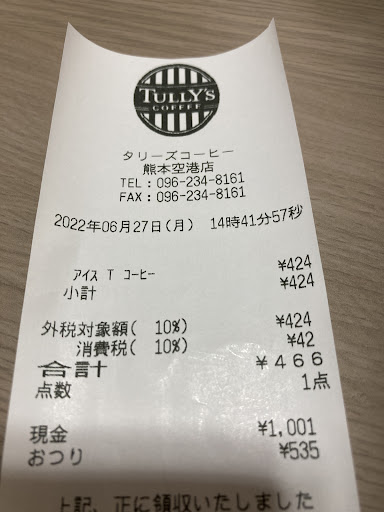 TULLY'S
COFFEE
タリーズコーヒー
熊本空港店
TEL：096-234-8161
FAX：096-234-8161
2022年06月27日(月) 14時41分57秒
アイス T コーヒー ¥424
小計 ¥424
外税対象額( 10%) ¥424
消費税( 10%) ¥42
合計 ¥466
点数 1点
現金 ¥1,001
おつり ¥535
上記、正に領収いたしました